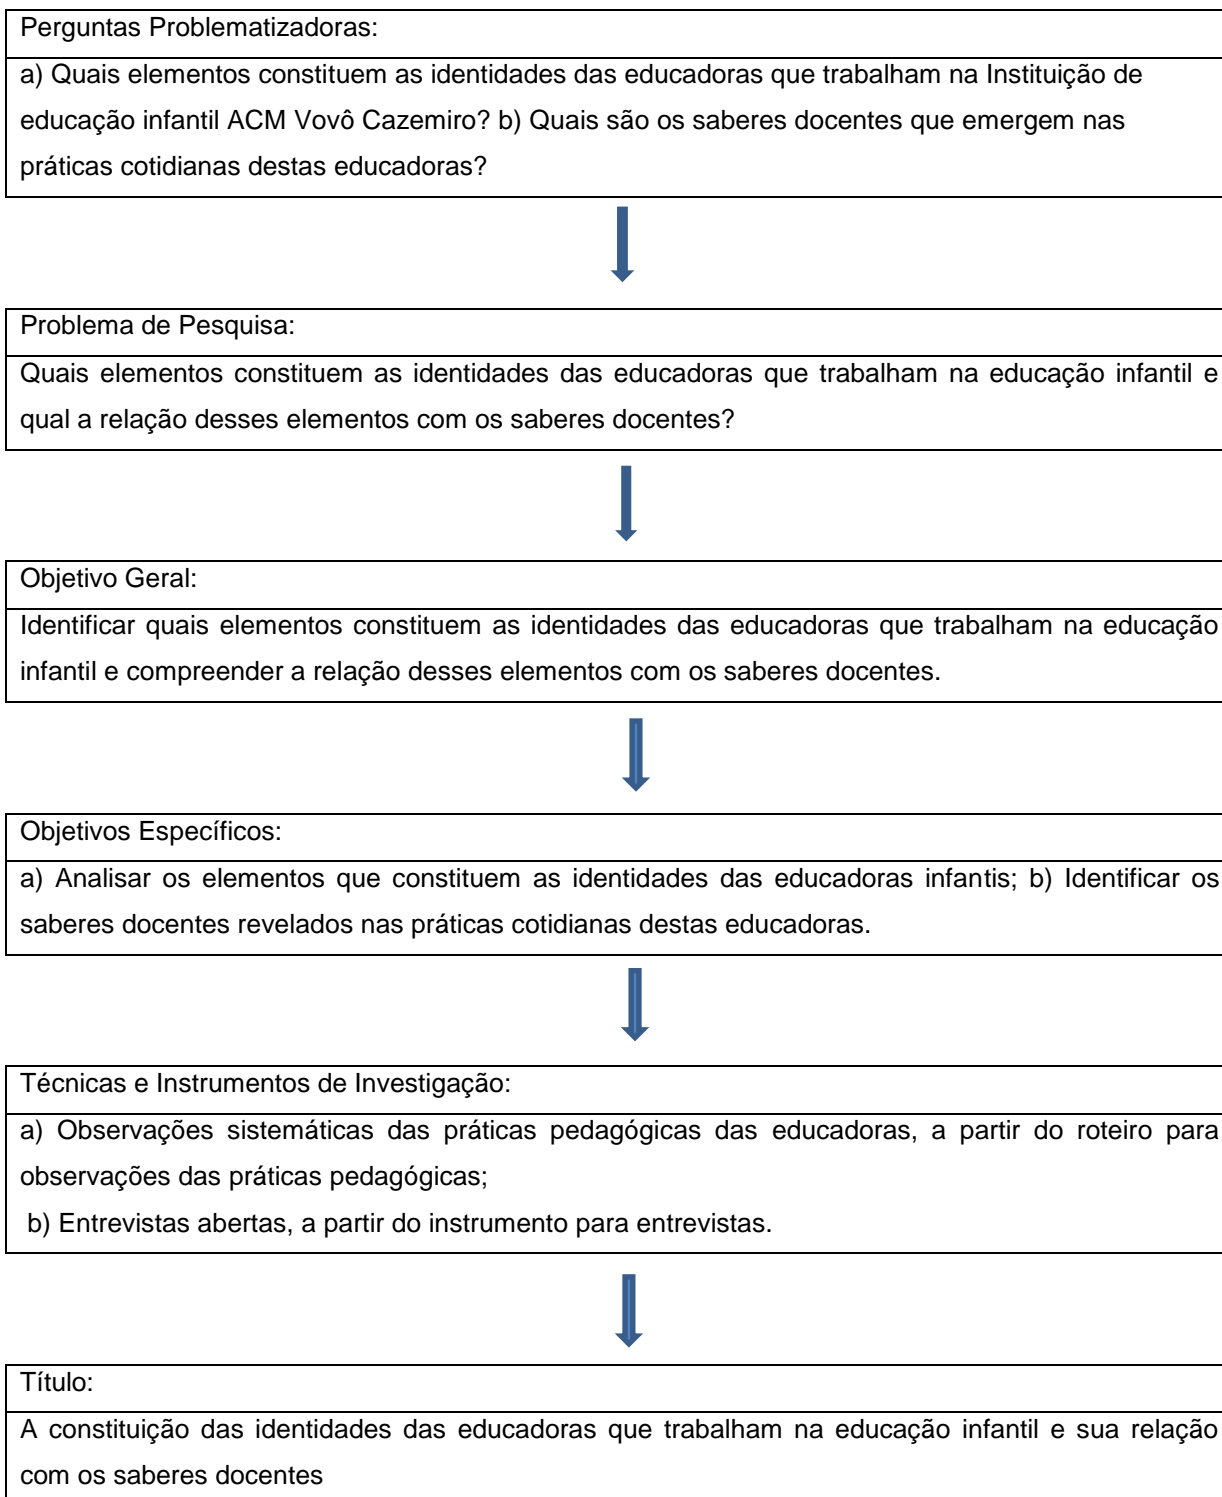 Perguntas Problematizadoras:
a) Quais elementos constituem as identidades das educadoras que trabalham na Instituição de
educação infantil ACM Vovô Cazemiro? b) Quais são os saberes docentes que emergem nas
práticas cotidianas destas educadoras?
Problema de Pesquisa:
Quais elementos constituem as identidades das educadoras que trabalham na educação infantil e
qual a relação desses elementos com os saberes docentes?
Objetivo Geral:
Identificar quais elementos constituem as identidades das educadoras que trabalham na educação
infantil e compreender a relação desses elementos com os saberes docentes.
Objetivos Específicos:
a) Analisar os elementos que constituem as identidades das educadoras infantis; b) Identificar os
saberes docentes revelados nas práticas cotidianas destas educadoras.
Técnicas e Instrumentos de Investigação:
a) Observações sistemáticas das práticas pedagógicas das educadoras, a partir do roteiro para
observações das práticas pedagógicas;
b) Entrevistas abertas, a partir do instrumento para entrevistas.
Título:
A constituição das identidades das educadoras que trabalham na educação infantil e sua relação
com os saberes docentes